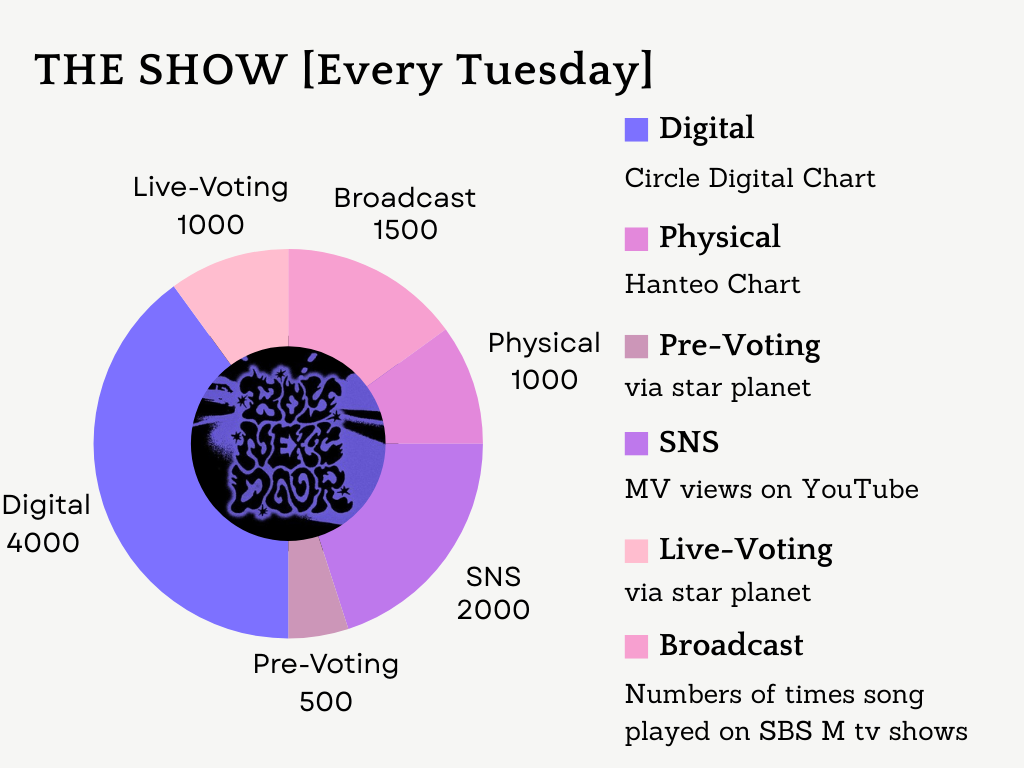 THE SHOW [Every Tuesday]
Live-Voting
1000
Broadcast
1500
Physical
1000
Digital
4000
SNS
2000
Pre-Voting
500
BOY
NEXT
DOOR
Digital
Circle Digital Chart
Physical
Hanteo Chart
Pre-Voting
via star planet
SNS
MV views on YouTube
Live-Voting
via star planet
Broadcast
Numbers of times song
played on SBS M tv shows